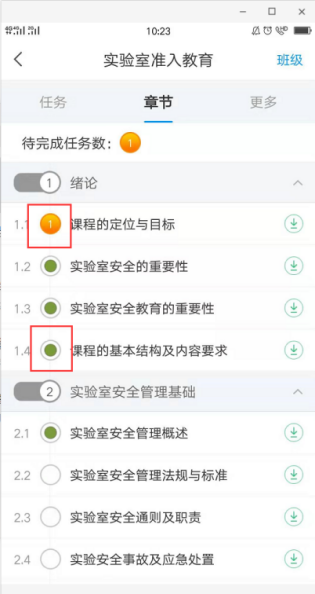 10:23
实验室准入教育 班级
任务 章节 更多
待完成任务数： 1
1 绪论
1.1 1 课程的定位与目标
1.2 实验室安全的重要性
1.3 实验室安全教育的重要性
1.4 课程的基本结构及内容要求
2 实验室安全管理基础
2.1 实验室安全管理概述
2.2 实验室安全管理法规与标准
2.3 实验室安全通则及职责
2.4 实验安全事故及应急处置